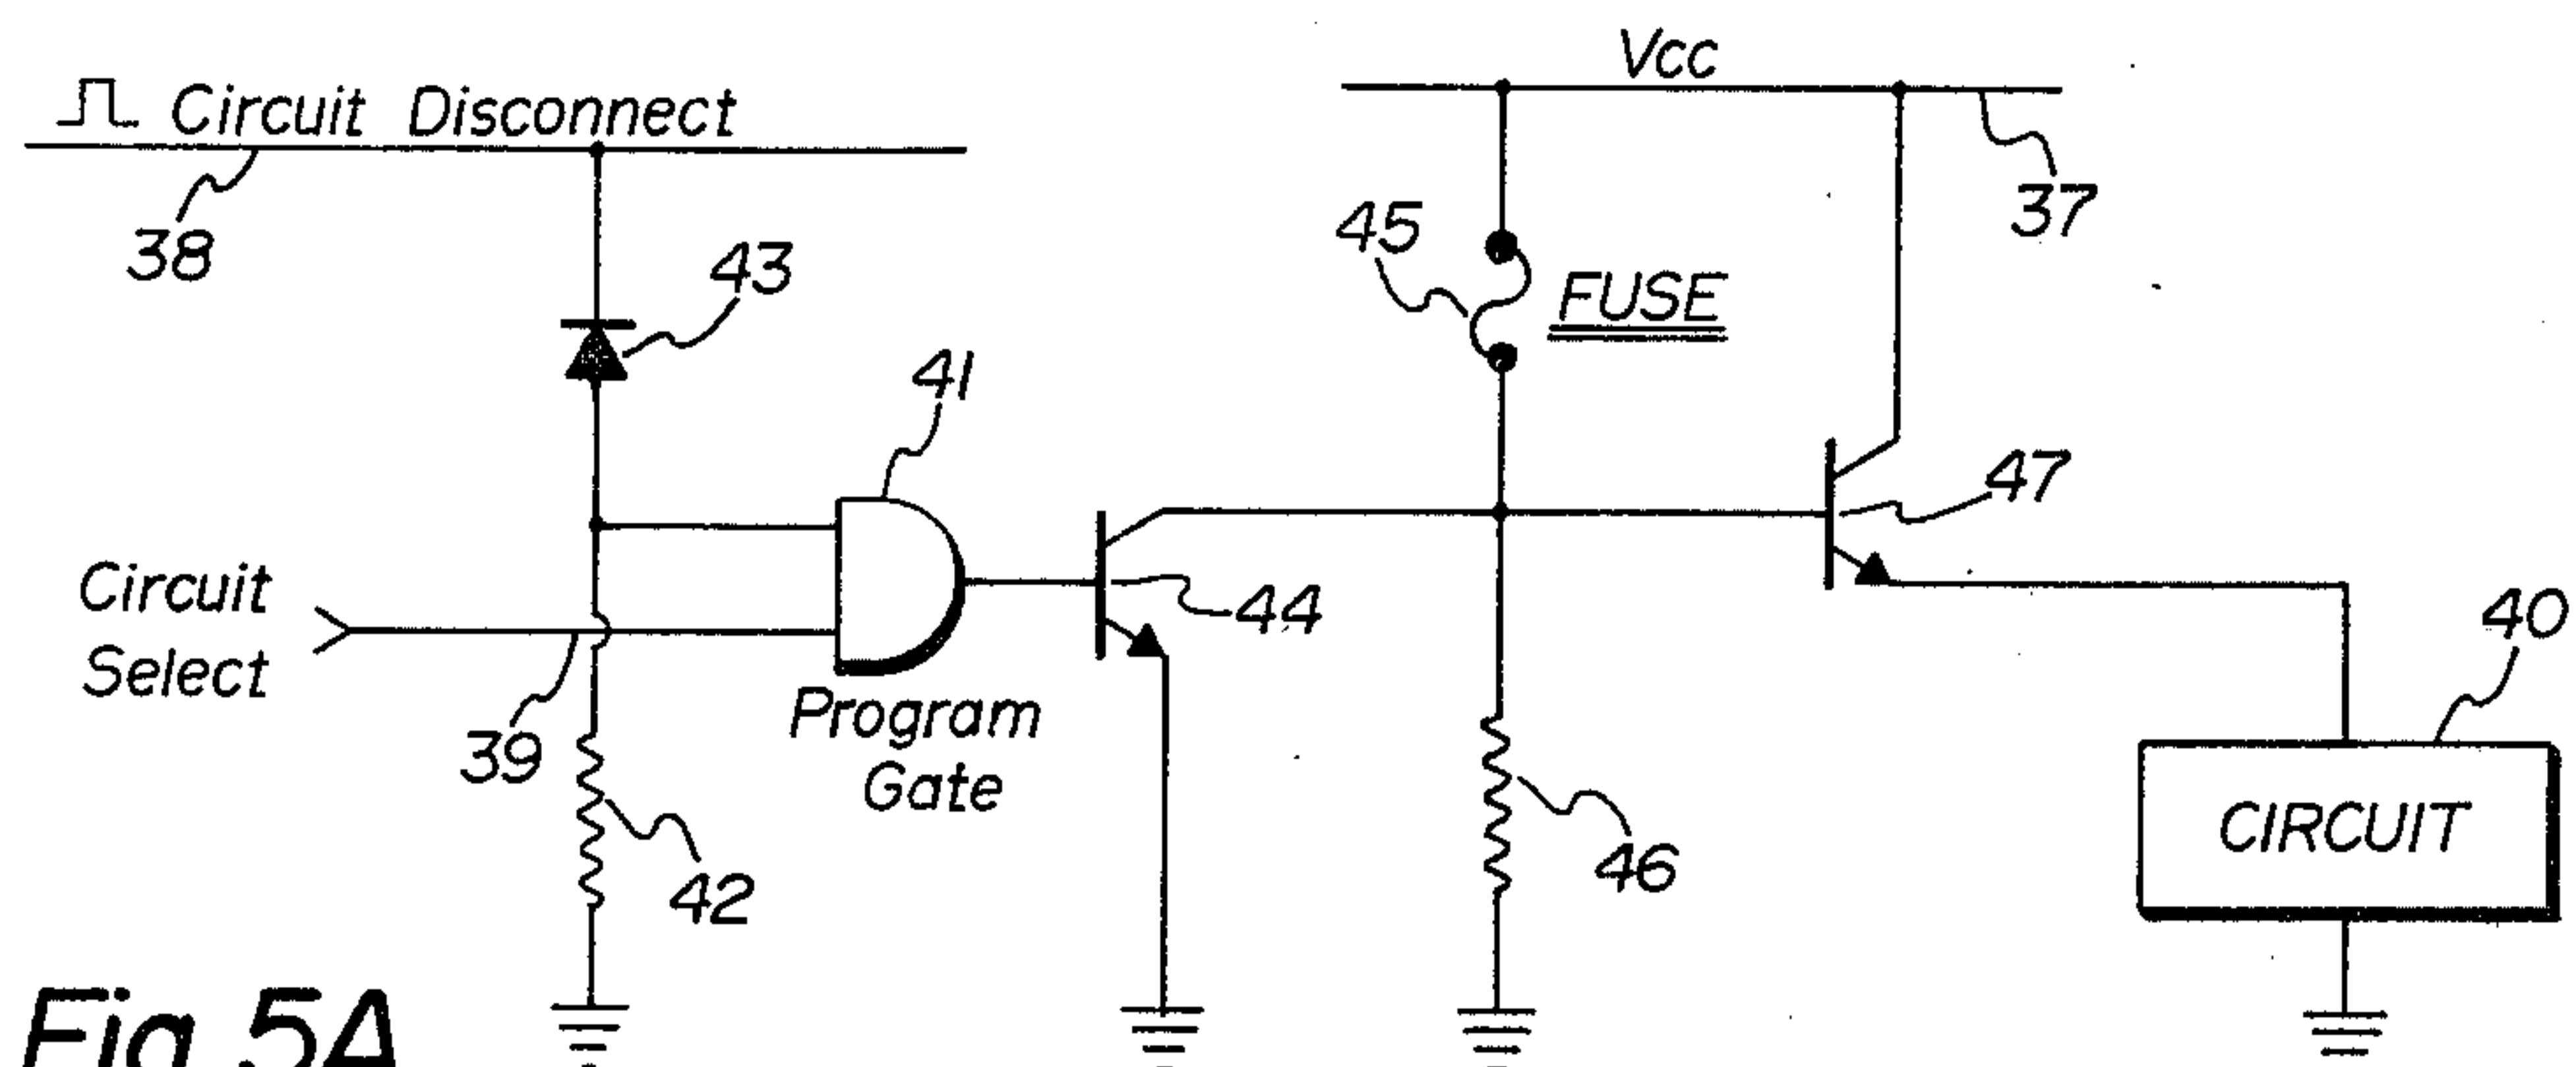 Vcc
Circuit Disconnect
38
43
45
FUSE
37
41
47
Circuit
Select
44
40
39
Program
Gate
42
46
CIRCUIT
Fig. 5A